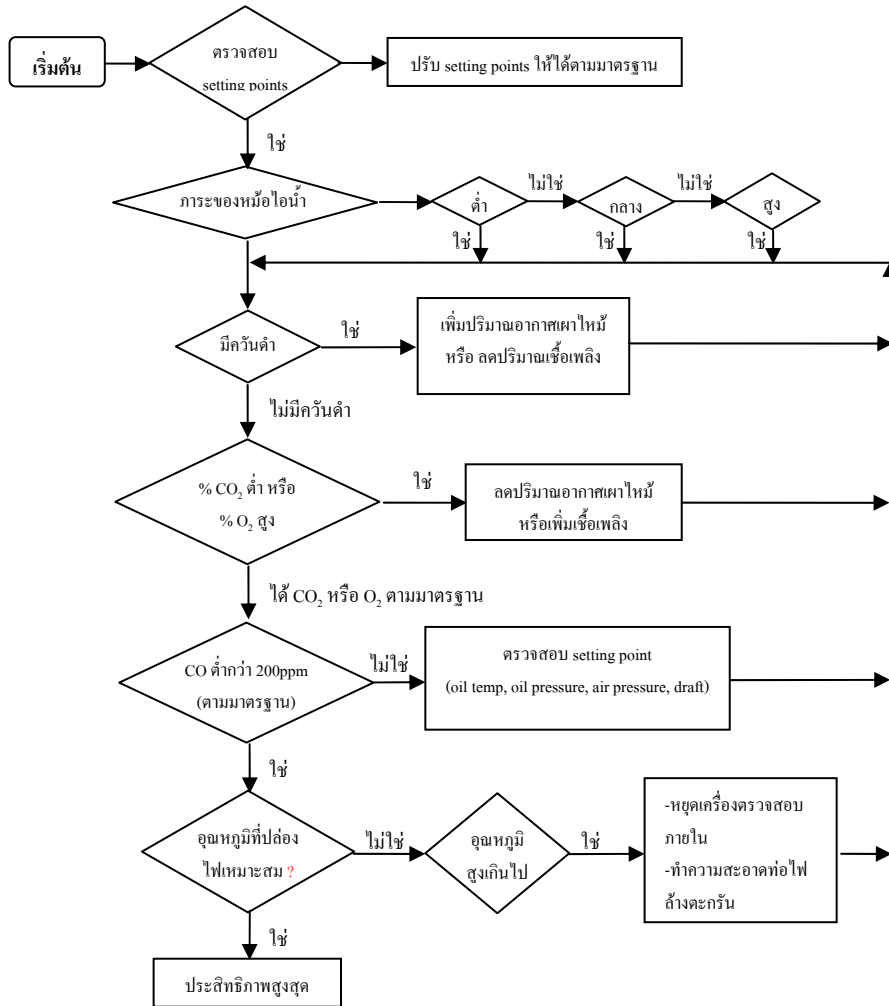 เริ่มต้น
ตรวจสอบ
setting points
ปรับ setting points ให้ได้ตามมาตรฐาน
ใช่
ภาระของหม้อไอน้ำ
ต่ำ
ไม่ใช่
กลาง
ไม่ใช่
สูง
ใช่
ใช่
ใช่
มีควันดำ
ใช่
เพิ่มปริมาณอากาศเผาไหม้
หรือ ลดปริมาณเชื้อเพลิง
ไม่มีควันดำ
% CO₂ ต่ำ หรือ
% O₂ สูง
ใช่
ลดปริมาณอากาศเผาไหม้
หรือเพิ่มเชื้อเพลิง
ได้ CO₂ หรือ O₂ ตามมาตรฐาน
CO ต่ำกว่า 200ppm
(ตามมาตรฐาน)
ไม่ใช่
ตรวจสอบ setting point
(oil temp, oil pressure, air pressure, draft)
ใช่
อุณหภูมิที่ปล่อง
ไฟเหมาะสม ?
ไม่ใช่
อุณหภูมิ
สูงเกินไป
ใช่
-หยุดเครื่องตรวจสอบ
ภายใน
-ทำความสะอาดท่อไฟ
ล้างตะกรัน
ใช่
ประสิทธิภาพสูงสุด